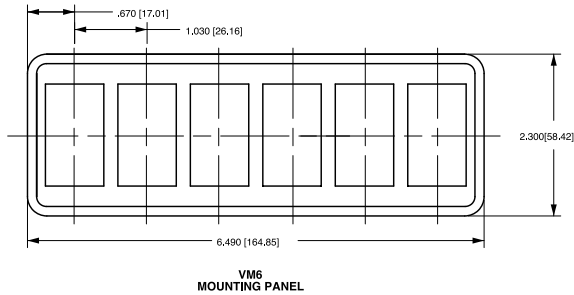 .670 [17.01]
1.030 [26.16]
2.300[58.42]
6.490 [164.85]
VM6
MOUNTING PANEL